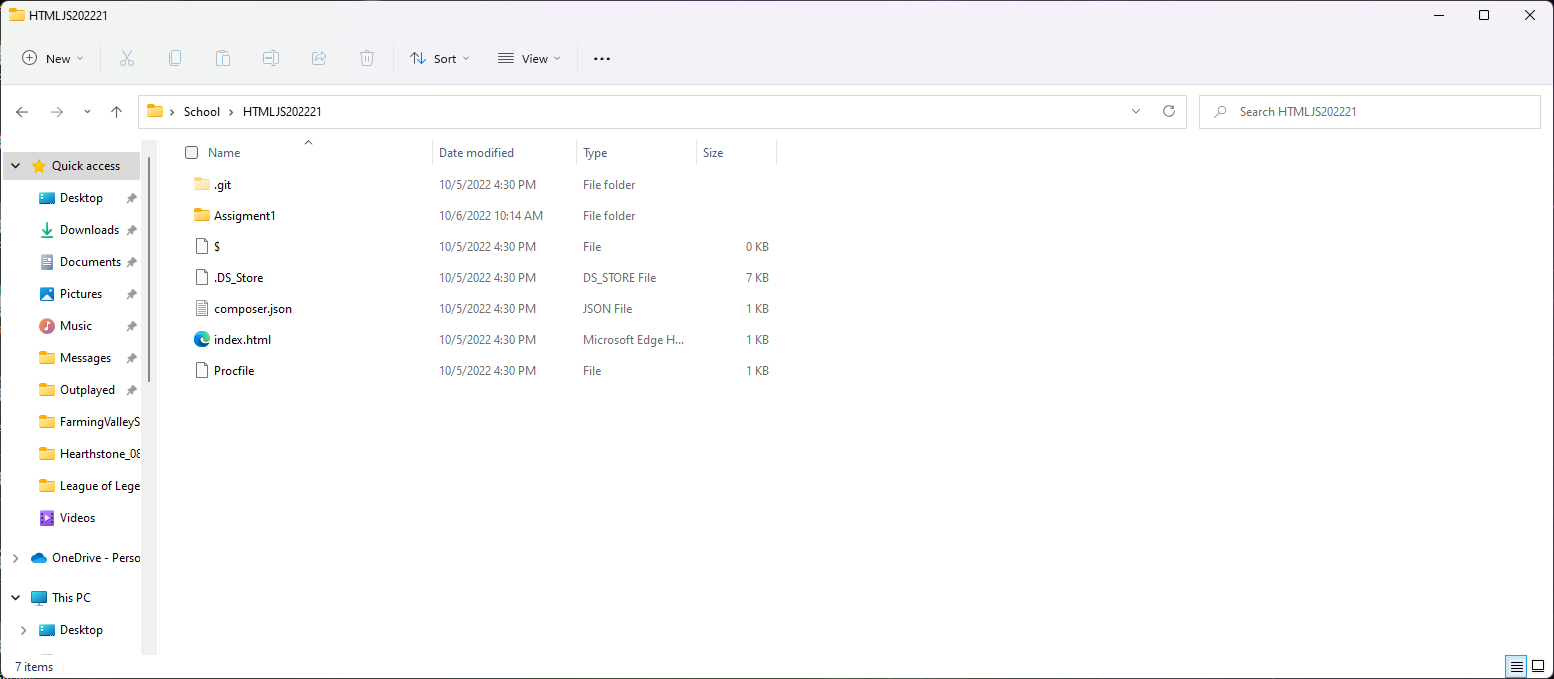 HTMLJS202221
New Sort View
School HTMLJS202221 Search HTMLJS202221
Name Date modified Type Size
Quick access
Desktop
Downloads
Documents
Pictures
Music
Messages
Outplayed
FarmingValleyS
Hearthstone_08
League of Lege
Videos
OneDrive - Perso
This PC
Desktop
.git 10/5/2022 4:30 PM File folder
Assigment1 10/6/2022 10:14 AM File folder
$ 10/5/2022 4:30 PM File 0 KB
.DS_Store 10/5/2022 4:30 PM DS_STORE File 7 KB
composer.json 10/5/2022 4:30 PM JSON File 1 KB
index.html 10/5/2022 4:30 PM Microsoft Edge H... 1 KB
Procfile 10/5/2022 4:30 PM File 1 KB
7 items